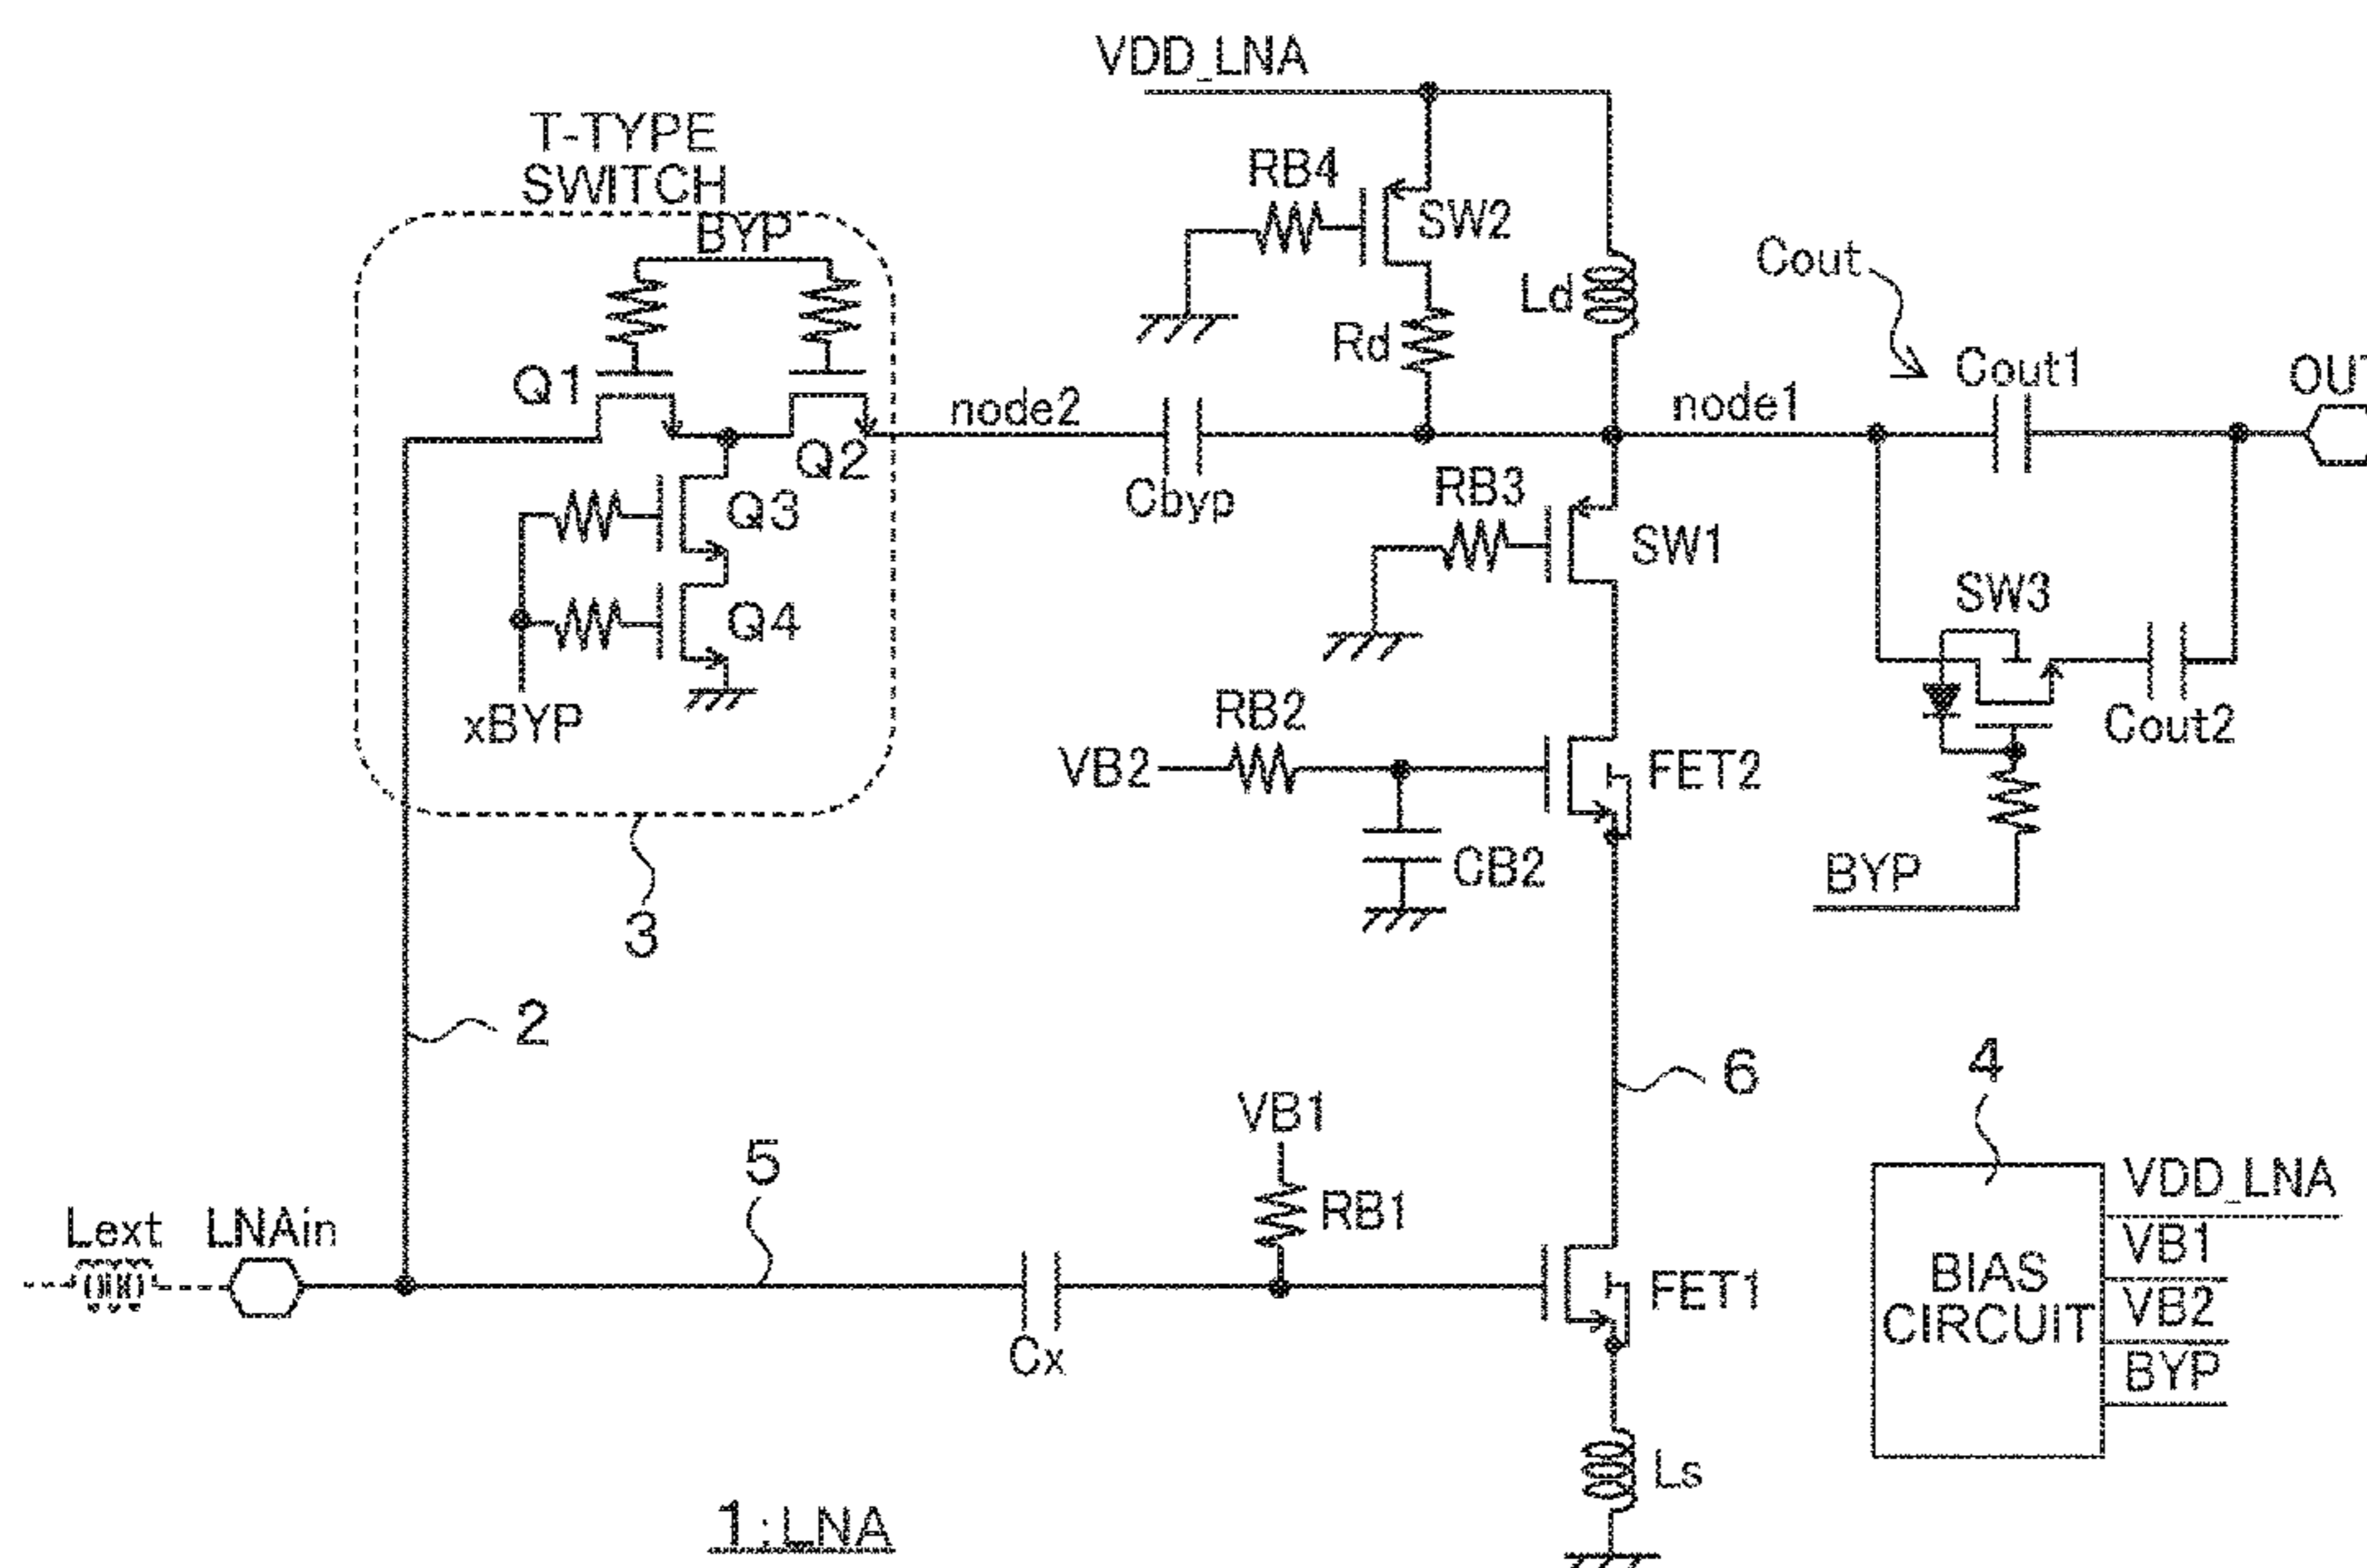 VDD_LNA
T-TYPE
SWITCH
BYP
RB4
SW2
Ld
Cout
Rd
Cout1
Q1
node2
node1
Q2
Cbyp
RB3
Q3
SW1
SW3
Q4
xBYP
RB2
Cout2
VB2
FET2
BYP
CB2
3
2
6
4
VB1
5
VDD_LNA
RB1
Lext
LNAin
VB1
BIAS
CIRCUIT
FET1
VB2
Cx
BYP
Ls
1:LNA